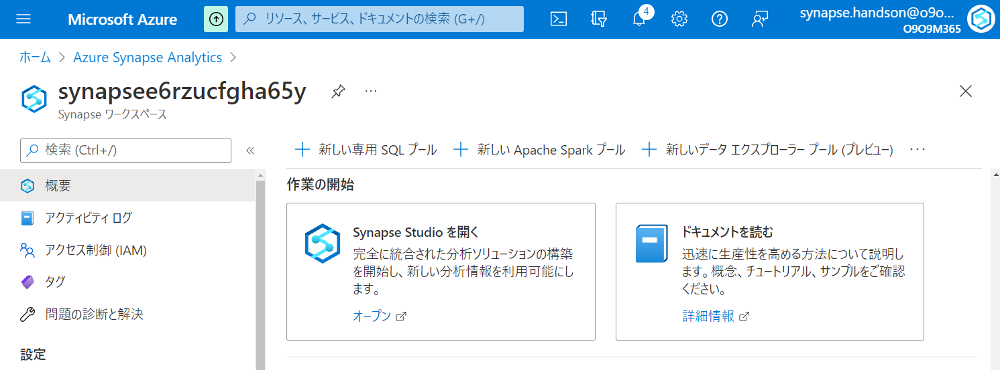 Microsoft Azure
リソース、サービス、ドキュメントの検索 (G+/)
4
synapse.handson@o9o...
O9O9M365
ホーム > Azure Synapse Analytics >
synapsee6rzucfgha65y
...
Synapse ワークスペース
検索 (Ctrl+/)
«
+ 新しい専用 SQL プール
+ 新しい Apache Spark プール
+ 新しいデータ エクスプローラー プール (プレビュー)
...
概要
アクティビティ ログ
アクセス制御 (IAM)
タグ
問題の診断と解決
設定
作業の開始
Synapse Studio を開く
完全に統合された分析ソリューションの構築
を開始し、新しい分析情報を利用可能にし
ます。
オープン
ドキュメントを読む
迅速に生産性を高める方法について説明し
ます。概念、チュートリアル、サンプルをご確認
ください。
詳細情報